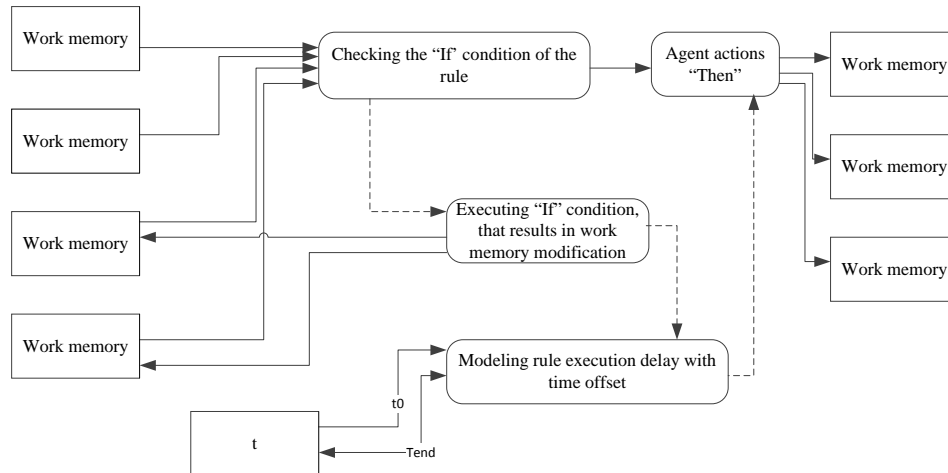 Work memory
Checking the “If’ condition of the
rule
Agent actions
“Then”
Work memory
Work memory
Work memory
Work memory
Executing “If” condition,
that results in work
memory modification
Work memory
Work memory
Modeling rule execution delay with
time offset
t0
t
Tend